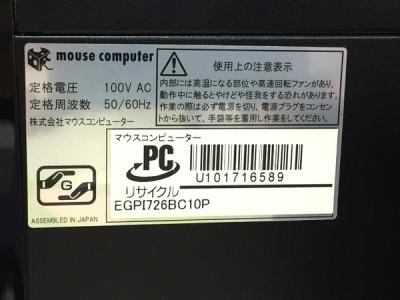 mouse computer
定格電圧 100V AC
定格周波数 50/60Hz
株式会社マウスコンピューター
使用上の注意表示
内部には高温になる部位や高速回転ファンがあり、
動作中に触るとやけどや怪我をする恐れがあります。
作業の際は必ず電源を切り、電源プラグをコンセン
トから抜いて、手袋等を着用し作業をしてください。
G
ASSEMBLED IN JAPAN
マウスコンピューター
PC
リサイクル
U101716589
EGPI726BC10P